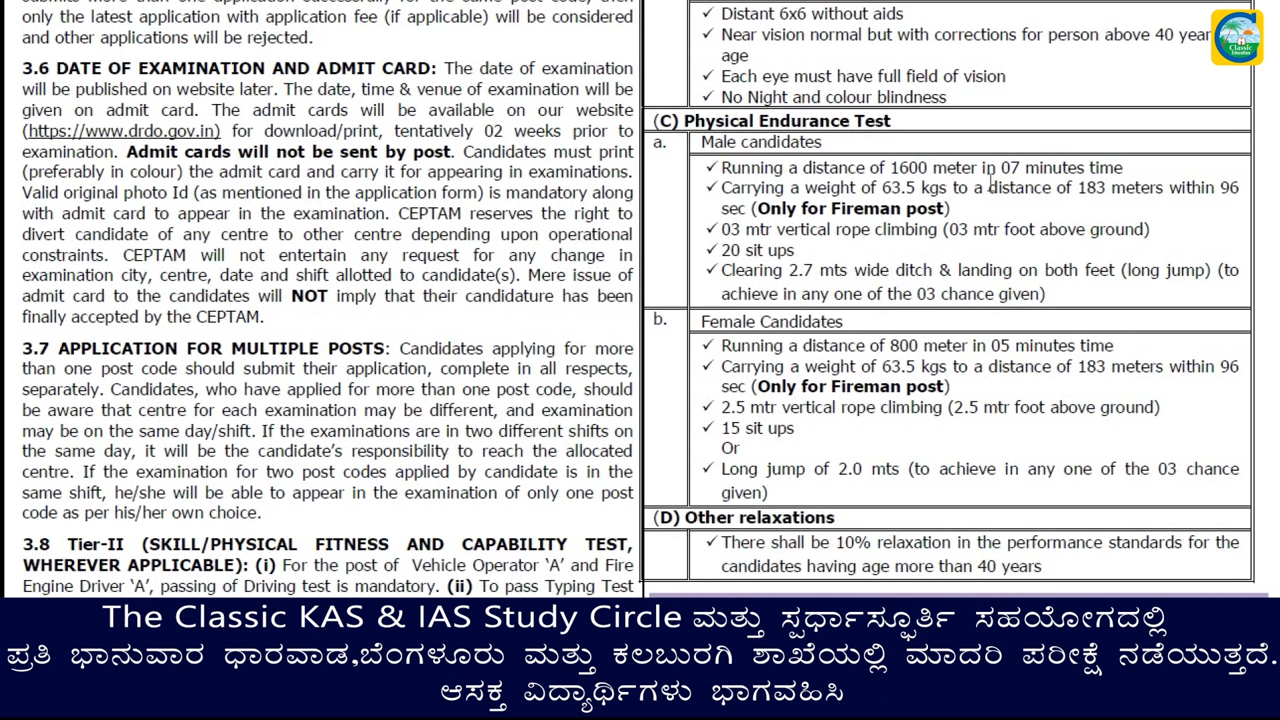 submits more than one application successfully for the same post code, then
only the latest application with application fee (if applicable) will be considered
and other applications will be rejected.
3.6 DATE OF EXAMINATION AND ADMIT CARD: The date of examination
will be published on website later. The date, time & venue of examination will be
given on admit card. The admit cards will be available on our website
(https://www.drdo.gov.in) for download/print, tentatively 02 weeks prior to
examination. Admit cards will not be sent by post. Candidates must print
(preferably in colour) the admit card and carry it for appearing in examinations.
Valid original photo Id (as mentioned in the application form) is mandatory along
with admit card to appear in the examination. CEPTAM reserves the right to
divert candidate of any centre to other centre depending upon operational
constraints. CEPTAM will not entertain any request for any change in
examination city, centre, date and shift allotted to candidate(s). Mere issue of
admit card to the candidates will NOT imply that their candidature has been
finally accepted by the CEPTAM.
3.7 APPLICATION FOR MULTIPLE POSTS: Candidates applying for more
than one post code should submit their application, complete in all respects,
separately. Candidates, who have applied for more than one post code, should
be aware that centre for each examination may be different, and examination
may be on the same day/shift. If the examinations are in two different shifts on
the same day, it will be the candidate's responsibility to reach the allocated
centre. If the examination for two post codes applied by candidate is in the
same shift, he/she will be able to appear in the examination of only one post
code as per his/her own choice.
3.8 Tier-II (SKILL/PHYSICAL FITNESS AND CAPABILITY TEST,
WHEREVER APPLICABLE): (i) For the post of Vehicle Operator 'A' and Fire
Engine Driver 'A', passing of Driving test is mandatory. (ii) To pass Typing Test
✓ Distant 6x6 without aids
✓ Near vision normal but with corrections for person above 40 year
age
✓ Each eye must have full field of vision
✓ No Night and colour blindness
(C) Physical Endurance Test
a. Male candidates
✓ Running a distance of 1600 meter in 07 minutes time
✓ Carrying a weight of 63.5 kgs to a distance of 183 meters within 96
sec (Only for Fireman post)
✓ 03 mtr vertical rope climbing (03 mtr foot above ground)
✓ 20 sit ups
✓ Clearing 2.7 mts wide ditch & landing on both feet (long jump) (to
achieve in any one of the 03 chance given)
b. Female Candidates
✓ Running a distance of 800 meter in 05 minutes time
✓ Carrying a weight of 63.5 kgs to a distance of 183 meters within 96
sec (Only for Fireman post)
✓ 2.5 mtr vertical rope climbing (2.5 mtr foot above ground)
✓ 15 sit ups
Or
✓ Long jump of 2.0 mts (to achieve in any one of the 03 chance
given)
(D) Other relaxations
✓ There shall be 10% relaxation in the performance standards for the
candidates having age more than 40 years
Classic
Education
The Classic KAS & IAS Study Circle ಮತ್ತು ಸ್ಪರ್ಧಾಸ್ಫೂರ್ತಿ ಸಹಯೋಗದಲ್ಲಿ
ಪ್ರತಿ ಭಾನುವಾರ ಧಾರವಾಡ,ಬೆಂಗಳೂರು ಮತ್ತು ಕಲಬುರಗಿ ಶಾಖೆಯಲ್ಲಿ ಮಾದರಿ ಪರೀಕ್ಷೆ ನಡೆಯುತ್ತದೆ.
ಆಸಕ್ತ ವಿದ್ಯಾರ್ಥಿಗಳು ಭಾಗವಹಿಸಿ